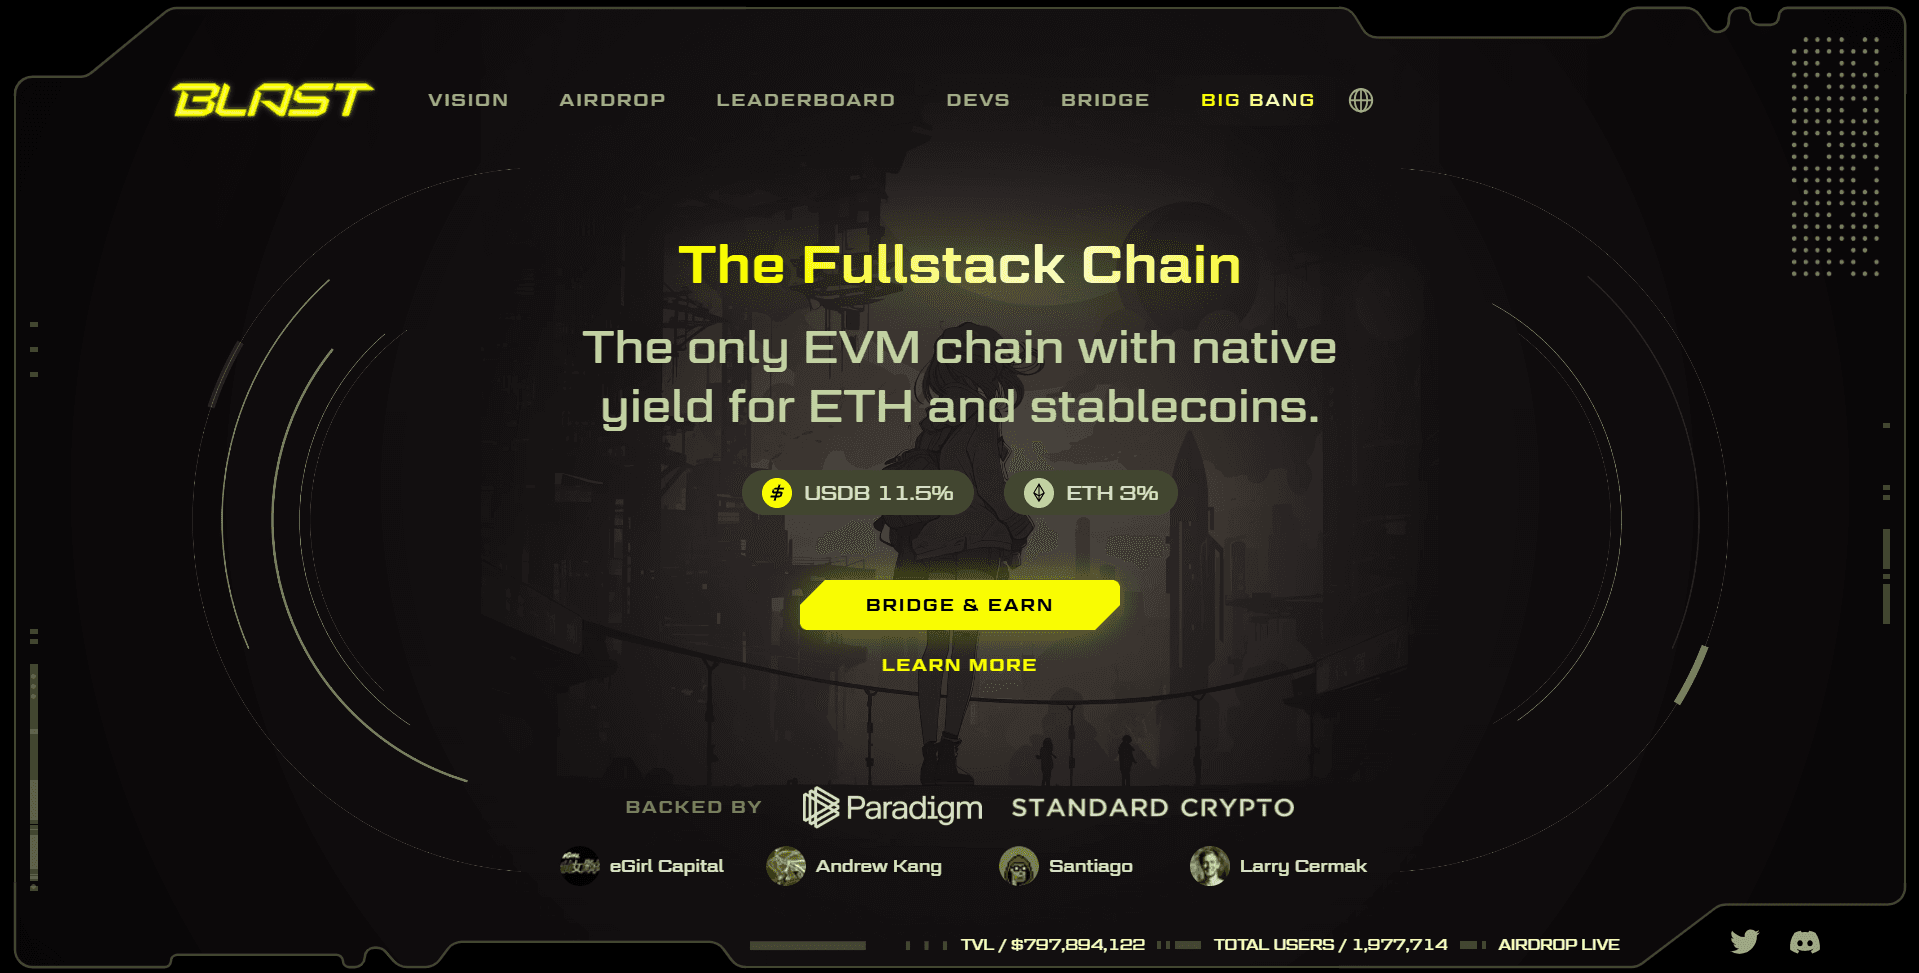 BLAST
VISION
AIRDROP
LEADERBOARD
DEVS
BRIDGE
BIG BANG
The Fullstack Chain
The only EVM chain with native
yield for ETH and stablecoins.
USDB 11.5%
ETH 3%
BRIDGE & EARN
LEARN MORE
BACKED BY
Paradigm
STANDARD CRYPTO
eGirl Capital
Andrew Kang
Santiago
Larry Cermak
TVL / $797,894,122
TOTAL USERS / 1,977,714
AIRDROP LIVE